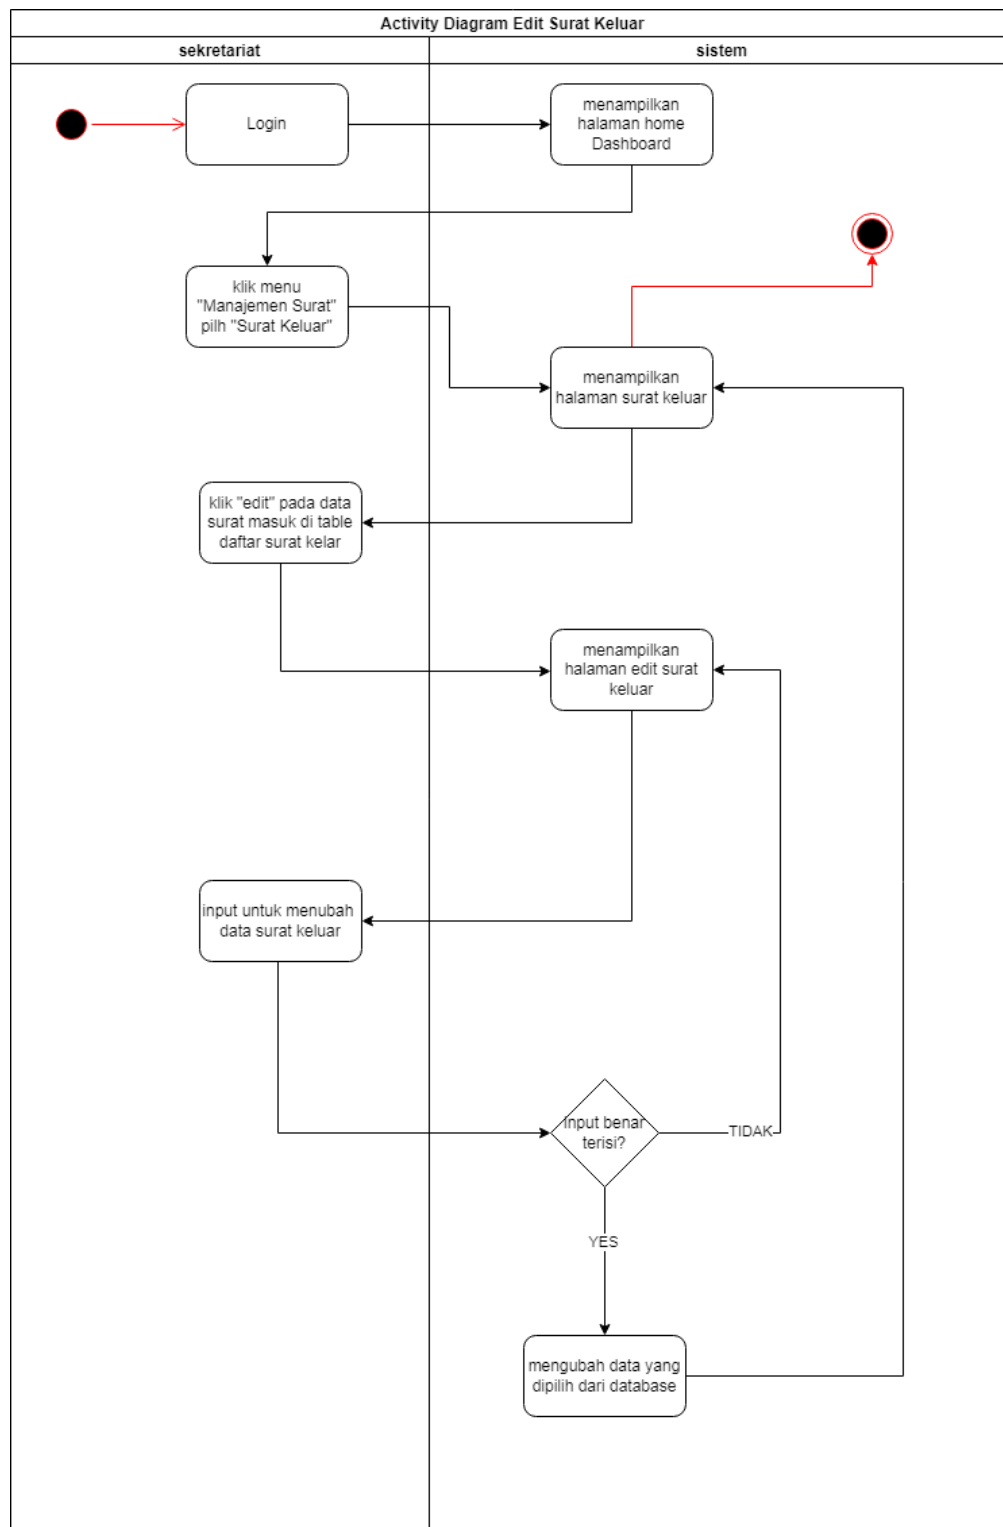 Activity Diagram Edit Surat Keluar
sekretariat
sistem
Login
menampilkan
halaman home
Dashboard
klik menu
"Manajemen Surat"
pilh "Surat Keluar"
menampilkan
halaman surat keluar
klik "edit" pada data
surat masuk di table
daftar surat kelar
menampilkan
halaman edit surat
keluar
input untuk menubah
data surat keluar
input benar
terisi?
TIDAK
YES
mengubah data yang
dipilih dari database